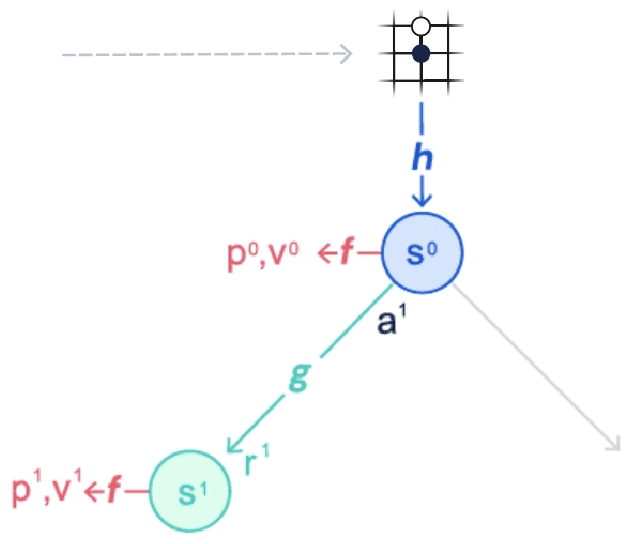 h
p⁰,v⁰ ←f
s⁰
a¹
g
r¹
p¹,v¹←f
s¹